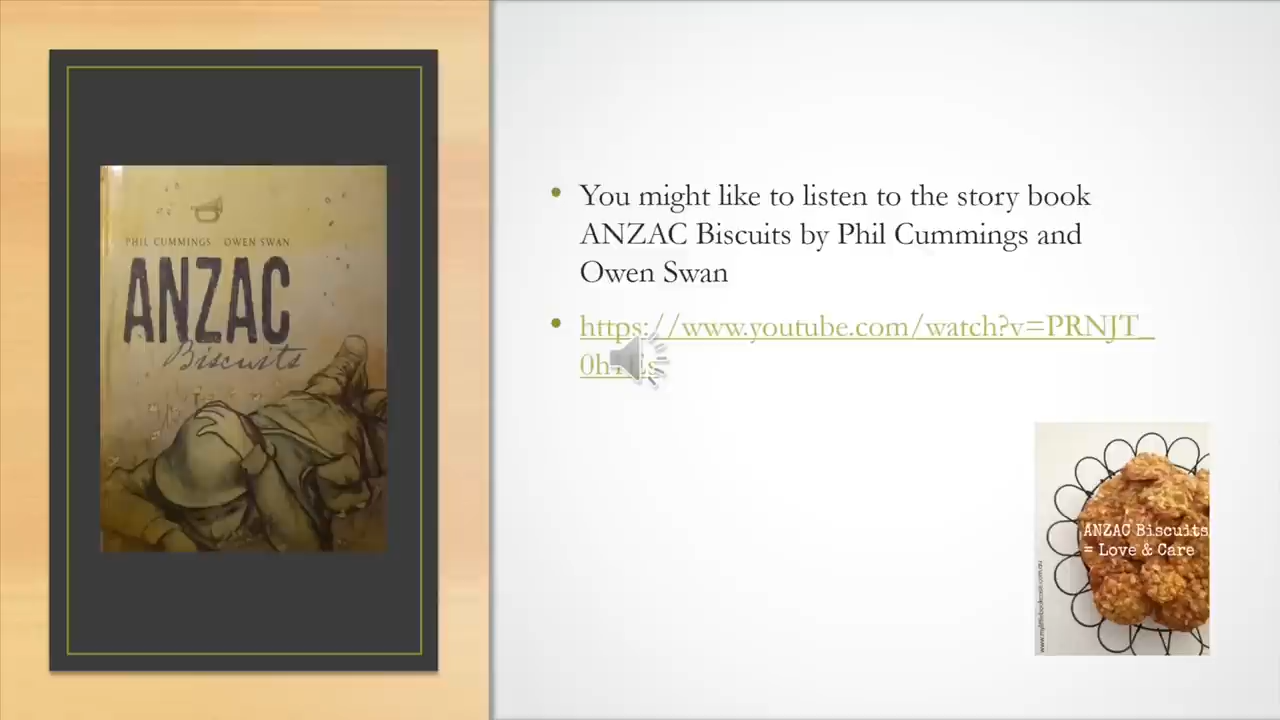 PHIL CUMMINGS OWEN SWAN
ANZAC
Biscuits
You might like to listen to the story book
ANZAC Biscuits by Phil Cummings and
Owen Swan
https://www.youtube.com/watch?v=PRNJT_
ANZAC Biscuits
= Love & Care